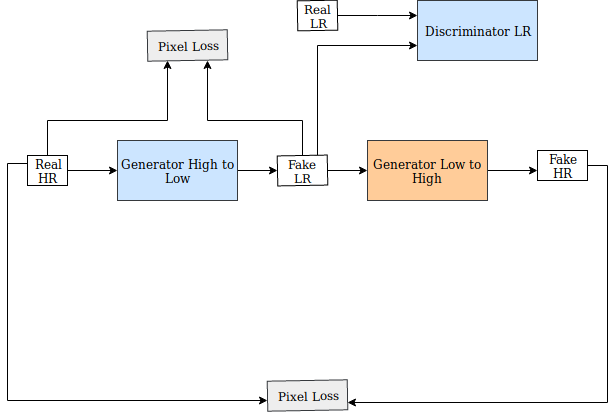 Real
LR
Discriminator LR
Pixel Loss
Real
HR
Generator High to
Low
Fake
LR
Generator Low to
High
Fake
HR
Pixel Loss